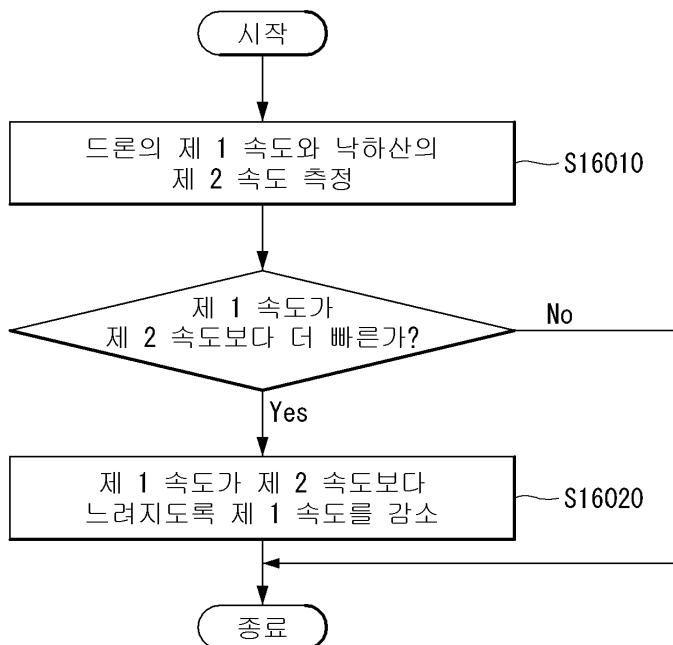 시작
드론의 제 1 속도와 낙하산의
제 2 속도 측정
S16010
제 1 속도가
제 2 속도보다 더 빠른가?
No
Yes
제 1 속도가 제 2 속도보다
느려지도록 제 1 속도를 감소
S16020
종료